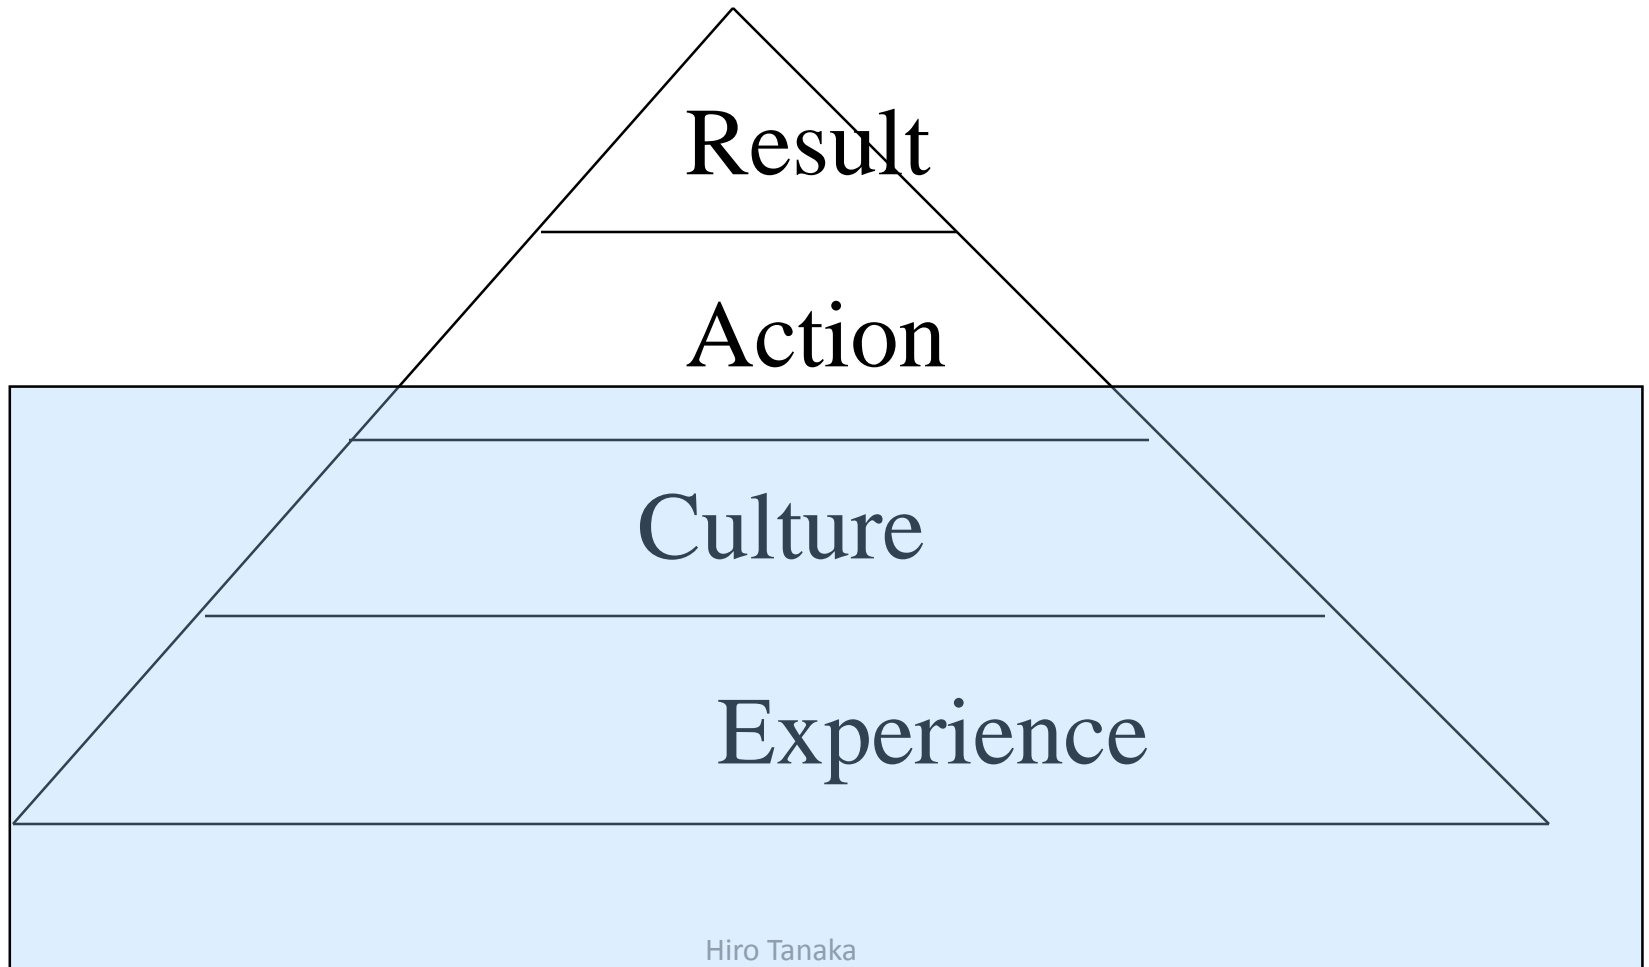 Result
Action
Culture
Experience
Hiro Tanaka